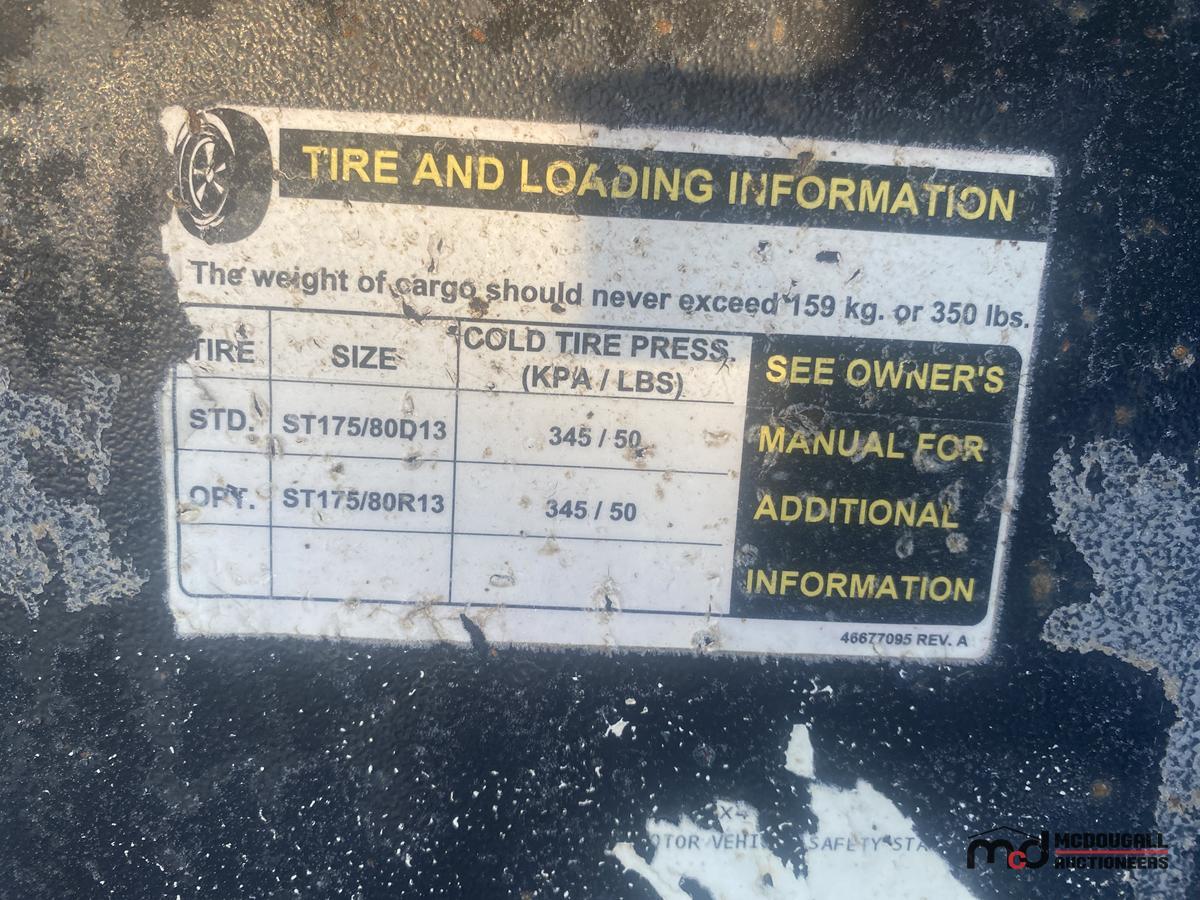 TIRE AND LOADING INFORMATION
The weight of cargo should never exceed 159 kg. or 350 lbs.
TIRE SIZE COLD TIRE PRESS.
(KPA / LBS)
STD. ST175/80D13 345 / 50
OPT. ST175/80R13 345 / 50
SEE OWNER'S
MANUAL FOR
ADDITIONAL
INFORMATION
46677095 REV. A
SAFETY
mcd MCDOUGALL
AUCTIONEERS